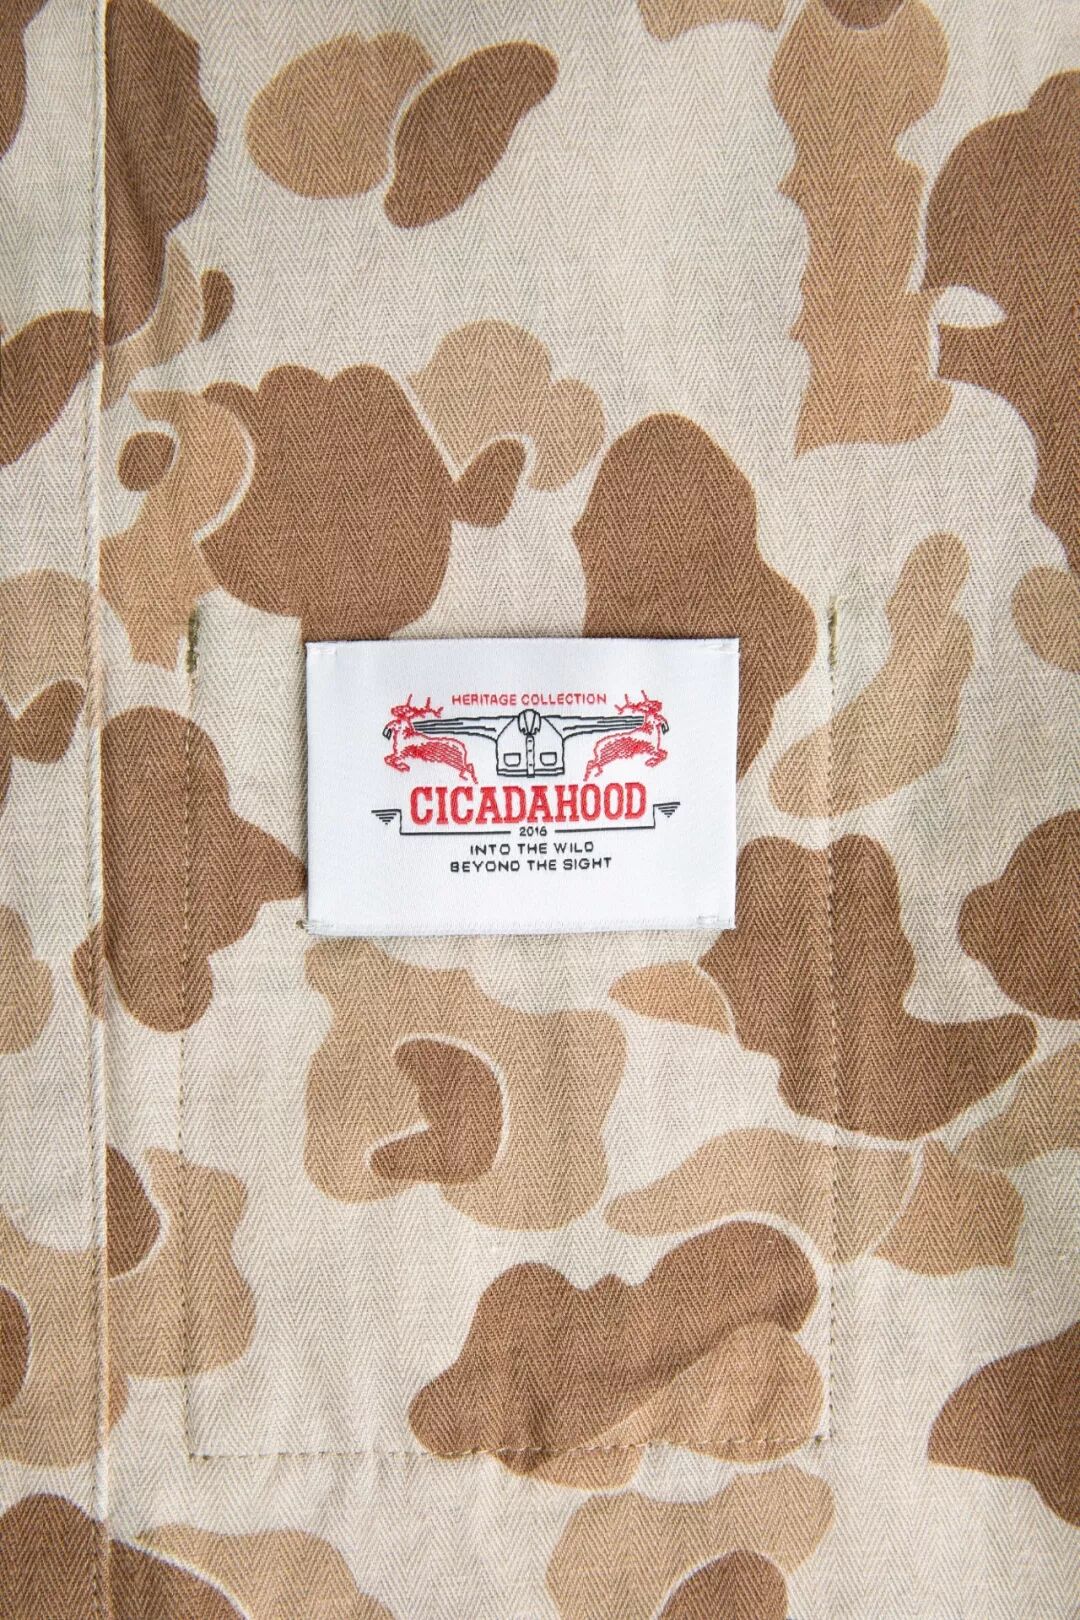 HERITAGE COLLECTION
CICADAHOOD
2016
INTO THE WILD
BEYOND THE SIGHT